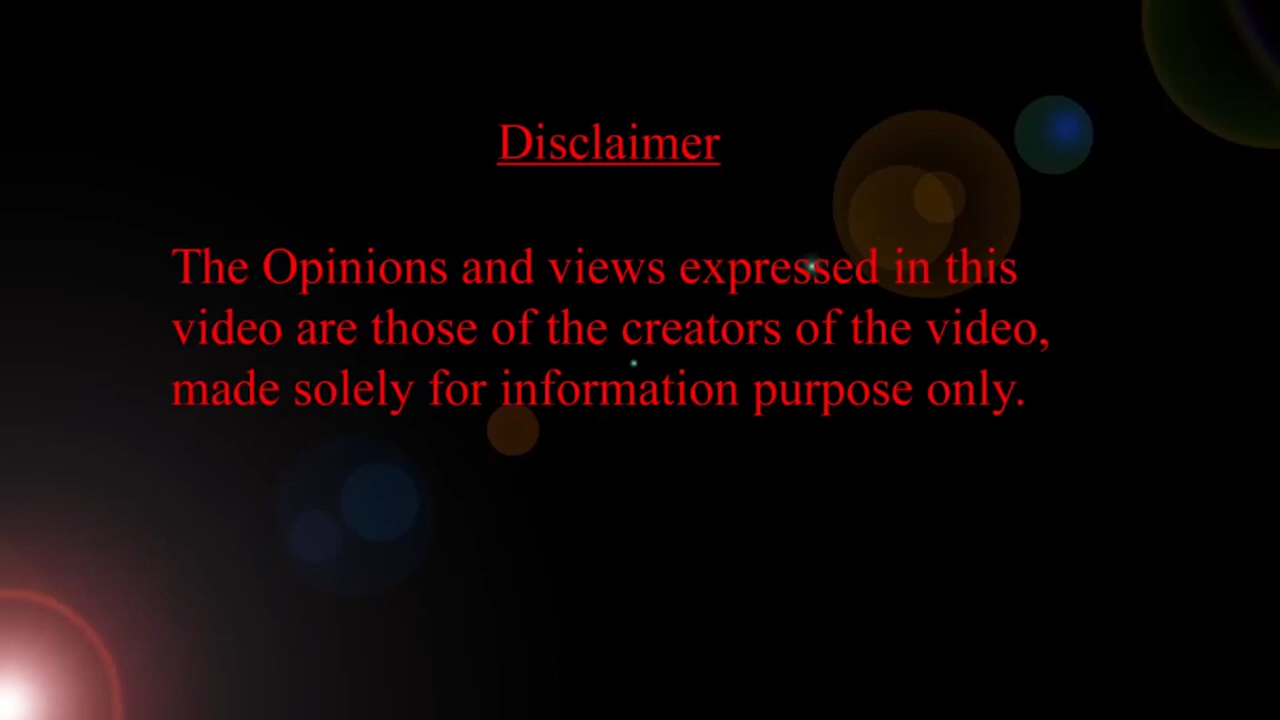 Disclaimer
The Opinions and views expressed in this
video are those of the creators of the video,
made solely for information purpose only.